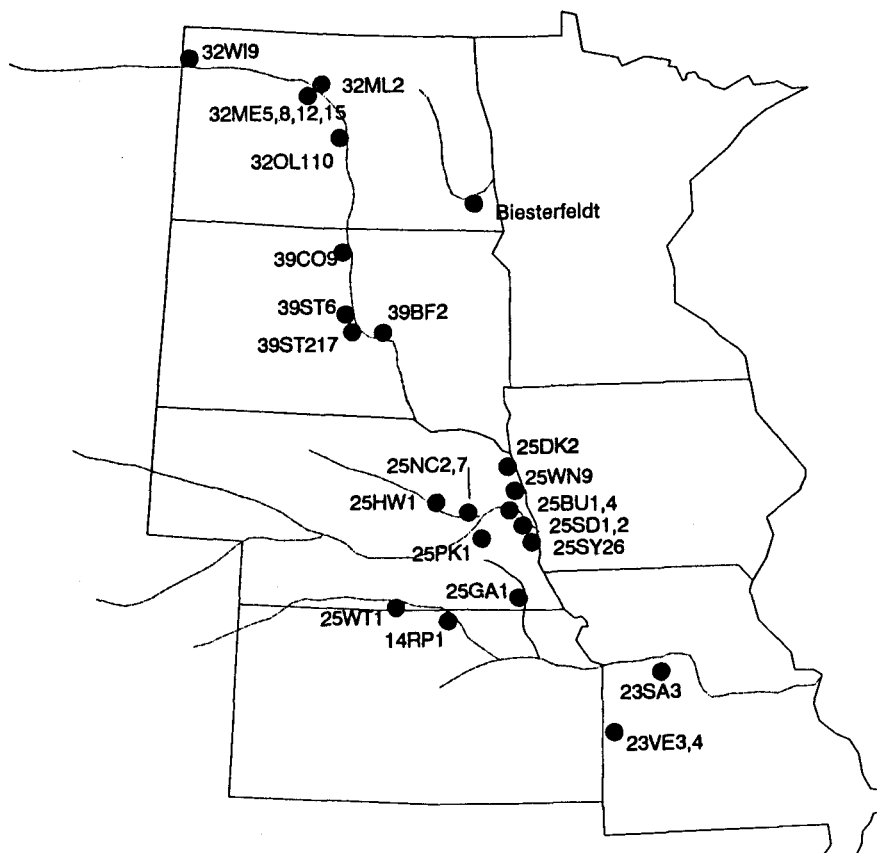 32WI9
32ML2
32ME5,8,12,15
32OL110
Biesterfeldt
39CO9
39ST6
39BF2
39ST217
25DK2
25NC2,7
25WN9
25HW1
25BU1,4
25SD1,2
25PK1
25SY26
25GA1
25WT1
14RP1
23SA3
23VE3,4